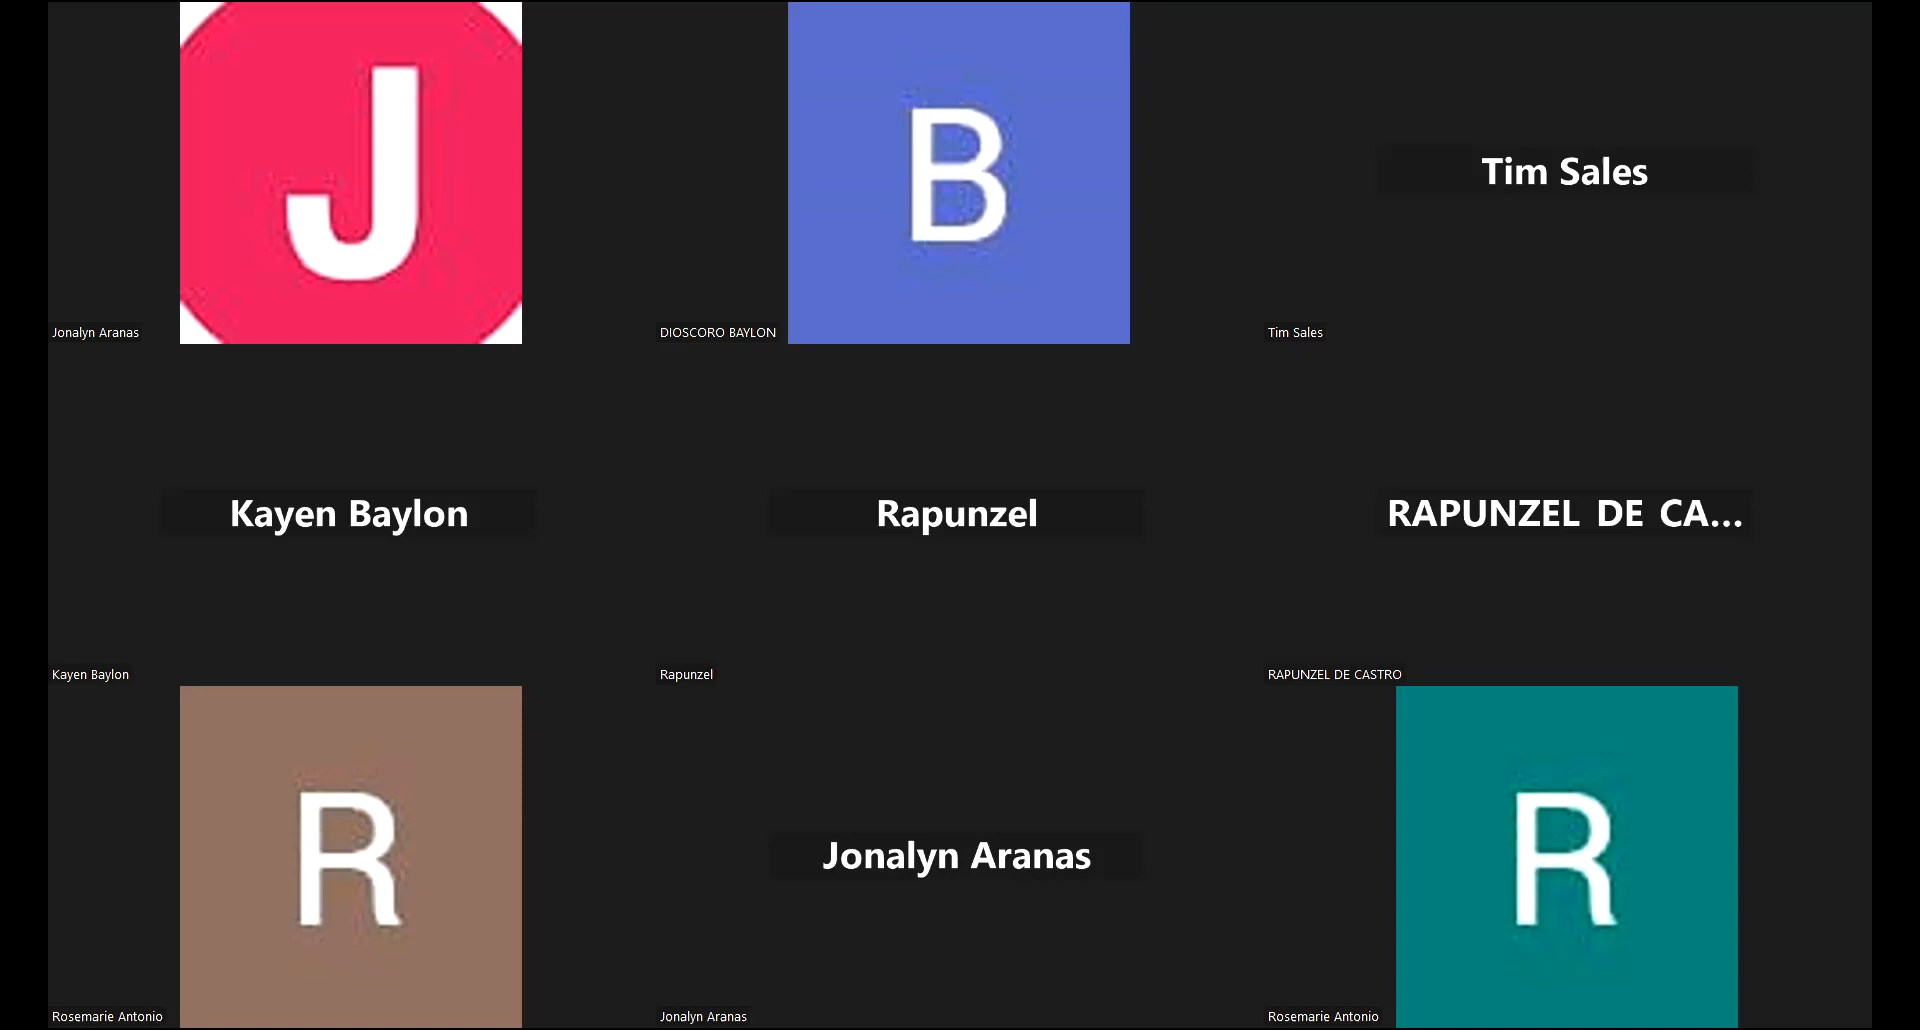 J
Jonalyn Aranas
B
DIOSCORO BAYLON
Tim Sales
Tim Sales
Kayen Baylon
Kayen Baylon
Rapunzel
Rapunzel
RAPUNZEL DE CA...
RAPUNZEL DE CASTRO
R
Rosemarie Antonio
Jonalyn Aranas
Jonalyn Aranas
R
Rosemarie Antonio